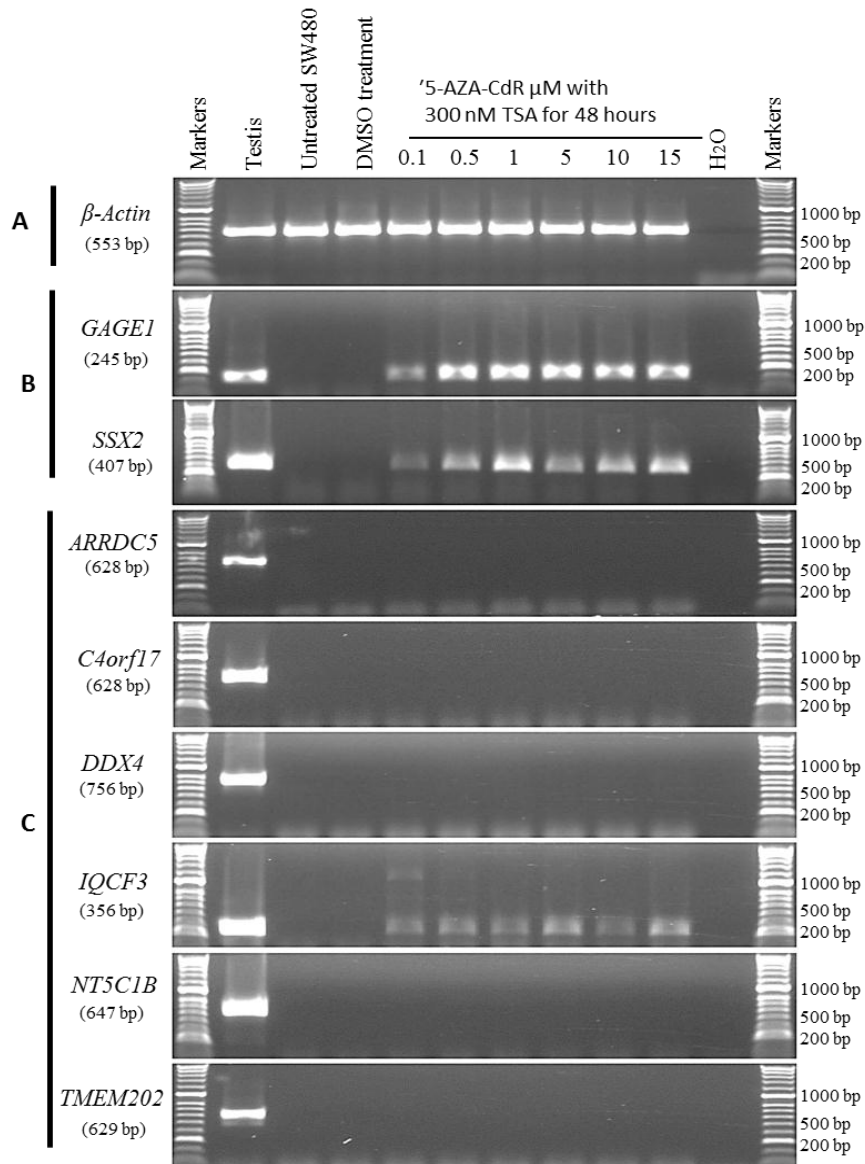 Markers
Testis
Untreated SW480
DMSO treatment
'5-AZA-CdR µM with
300 nM TSA for 48 hours
0.1 0.5 1 5 10 15
H2O
Markers
A
β-Actin
(553 bp)
1000 bp
500 bp
200 bp
B
GAGE1
(245 bp)
1000 bp
500 bp
200 bp
SSX2
(407 bp)
1000 bp
500 bp
200 bp
C
ARRDC5
(628 bp)
1000 bp
500 bp
200 bp
C4orf17
(628 bp)
1000 bp
500 bp
200 bp
DDX4
(756 bp)
1000 bp
500 bp
200 bp
IQCF3
(356 bp)
1000 bp
500 bp
200 bp
NT5C1B
(647 bp)
1000 bp
500 bp
200 bp
TMEM202
(629 bp)
1000 bp
500 bp
200 bp